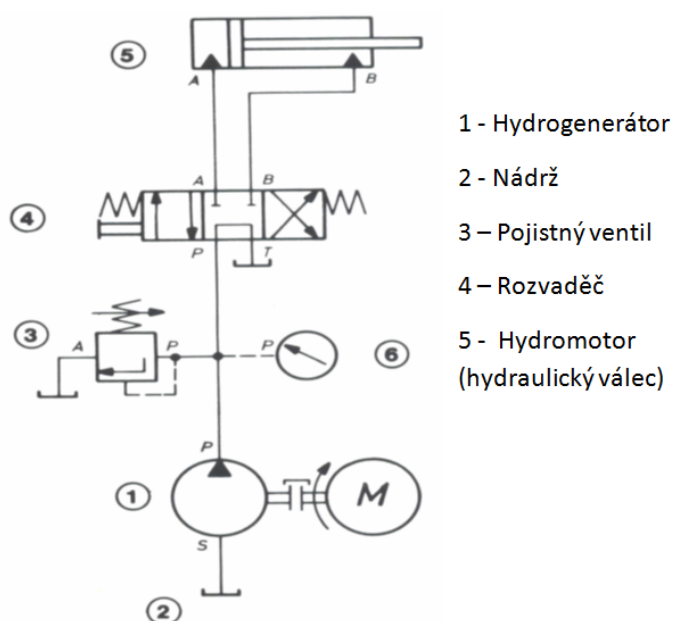 5
A
B
1 - Hydrogenerátor
2 - Nádrž
3 – Pojistný ventil
4 – Rozvaděč
5 - Hydromotor
(hydraulický válec)
A B
4
P T
3
A P
P
6
P
1
M
S
2